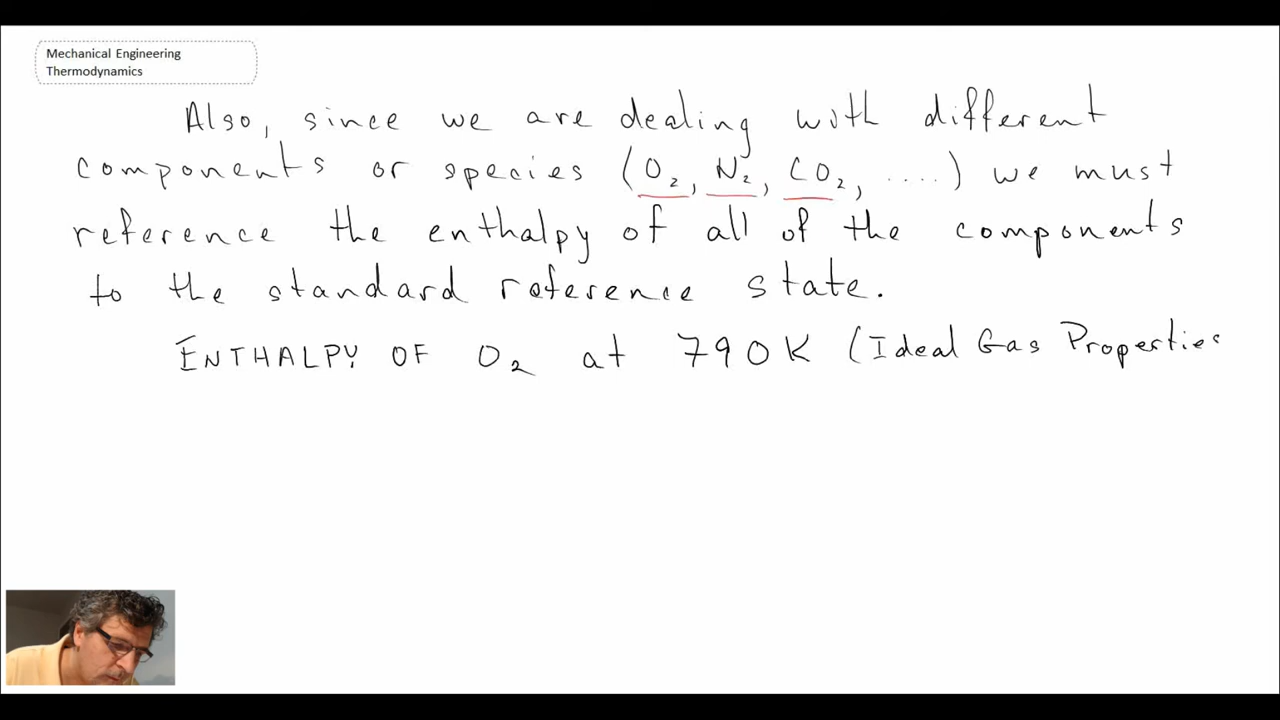 Mechanical Engineering
Thermodynamics
Also, since we are dealing with different
components or species (O₂, N₂, CO₂, ....) we must
reference the enthalpy of all of the components
to the standard reference state.
ENTHALPY OF O₂ at 790K (Ideal Gas Properties